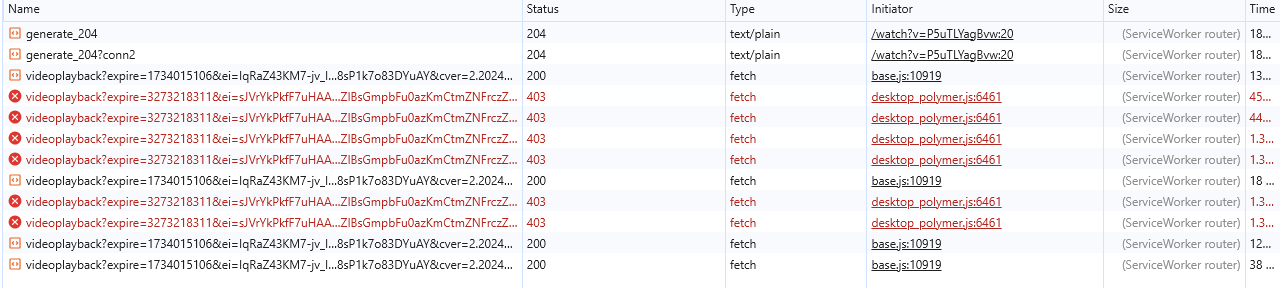 Name Status Type Initiator Size Time
generate_204 204 text/plain /watch?v=P5uTLYagBvw:20 (ServiceWorker router) 18...
generate_204?conn2 204 text/plain /watch?v=P5uTLYagBvw:20 (ServiceWorker router) 18...
videoplayback?expire=1734015106&ei=IqRaZ43KM7-jv_I...8sP1k7o83DYuAY&cver=2.2024... 200 fetch base.js:10919 (ServiceWorker router) 13...
videoplayback?expire=3273218311&ei=sJVrYkPkfF7uHAA...ZIBsGmpbFu0azKmCtmZNFrczZ... 403 fetch desktop_polymer.js:6461 (ServiceWorker router) 45...
videoplayback?expire=3273218311&ei=sJVrYkPkfF7uHAA...ZIBsGmpbFu0azKmCtmZNFrczZ... 403 fetch desktop_polymer.js:6461 (ServiceWorker router) 44...
videoplayback?expire=3273218311&ei=sJVrYkPkfF7uHAA...ZIBsGmpbFu0azKmCtmZNFrczZ... 403 fetch desktop_polymer.js:6461 (ServiceWorker router) 1.3...
videoplayback?expire=3273218311&ei=sJVrYkPkfF7uHAA...ZIBsGmpbFu0azKmCtmZNFrczZ... 403 fetch desktop_polymer.js:6461 (ServiceWorker router) 1.3...
videoplayback?expire=1734015106&ei=IqRaZ43KM7-jv_I...8sP1k7o83DYuAY&cver=2.2024... 200 fetch base.js:10919 (ServiceWorker router) 18 ...
videoplayback?expire=3273218311&ei=sJVrYkPkfF7uHAA...ZIBsGmpbFu0azKmCtmZNFrczZ... 403 fetch desktop_polymer.js:6461 (ServiceWorker router) 1.3...
videoplayback?expire=3273218311&ei=sJVrYkPkfF7uHAA...ZIBsGmpbFu0azKmCtmZNFrczZ... 403 fetch desktop_polymer.js:6461 (ServiceWorker router) 1.3...
videoplayback?expire=1734015106&ei=IqRaZ43KM7-jv_I...8sP1k7o83DYuAY&cver=2.2024... 200 fetch base.js:10919 (ServiceWorker router) 12...
videoplayback?expire=1734015106&ei=IqRaZ43KM7-jv_I...8sP1k7o83DYuAY&cver=2.2024... 200 fetch base.js:10919 (ServiceWorker router) 38 ...